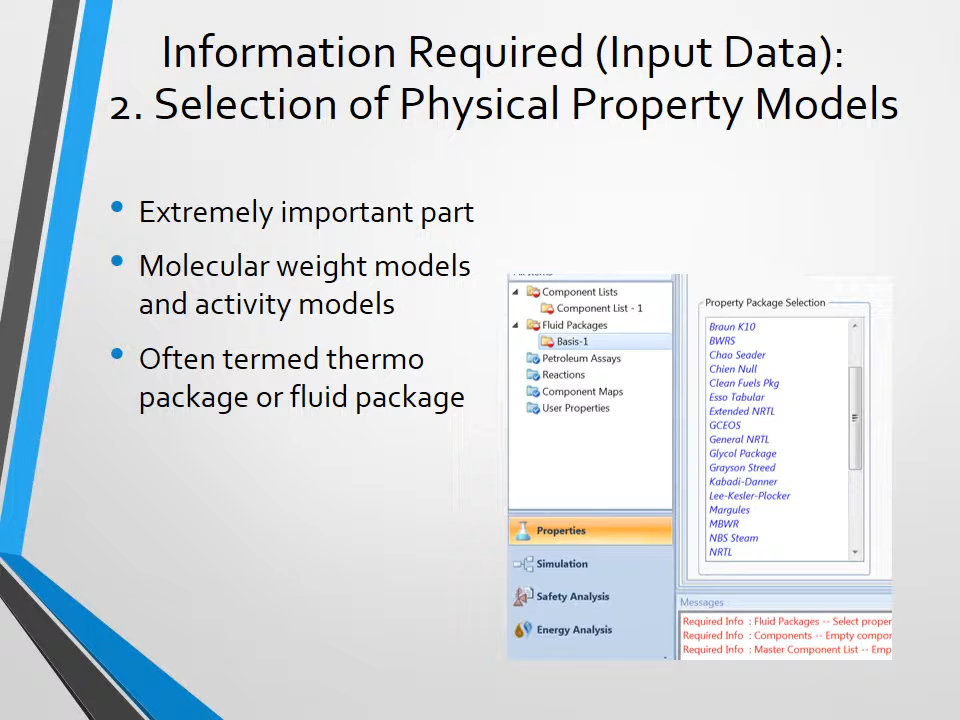 Information Required (Input Data):
2. Selection of Physical Property Models
• Extremely important part
• Molecular weight models
and activity models
• Often termed thermo
package or fluid package
Component Lists
Component List - 1
Fluid Packages
Basis-1
Petroleum Assays
Reactions
Component Maps
User Properties
Properties
Simulation
Safety Analysis
Energy Analysis
Property Package Selection
Braun K10
BWRS
Chao Seader
Chien Null
Clean Fuels Pkg
Esso Tabular
Extended NRTL
GCEOS
General NRTL
Glycol Package
Grayson Streed
Kabadi-Danner
Lee-Kesler-Plocker
Margules
MBWR
NBS Steam
NRTL
Messages
Required Info : Fluid Packages -- Select proper
Required Info : Components -- Empty compor
Required Info : Master Component List -- Emp